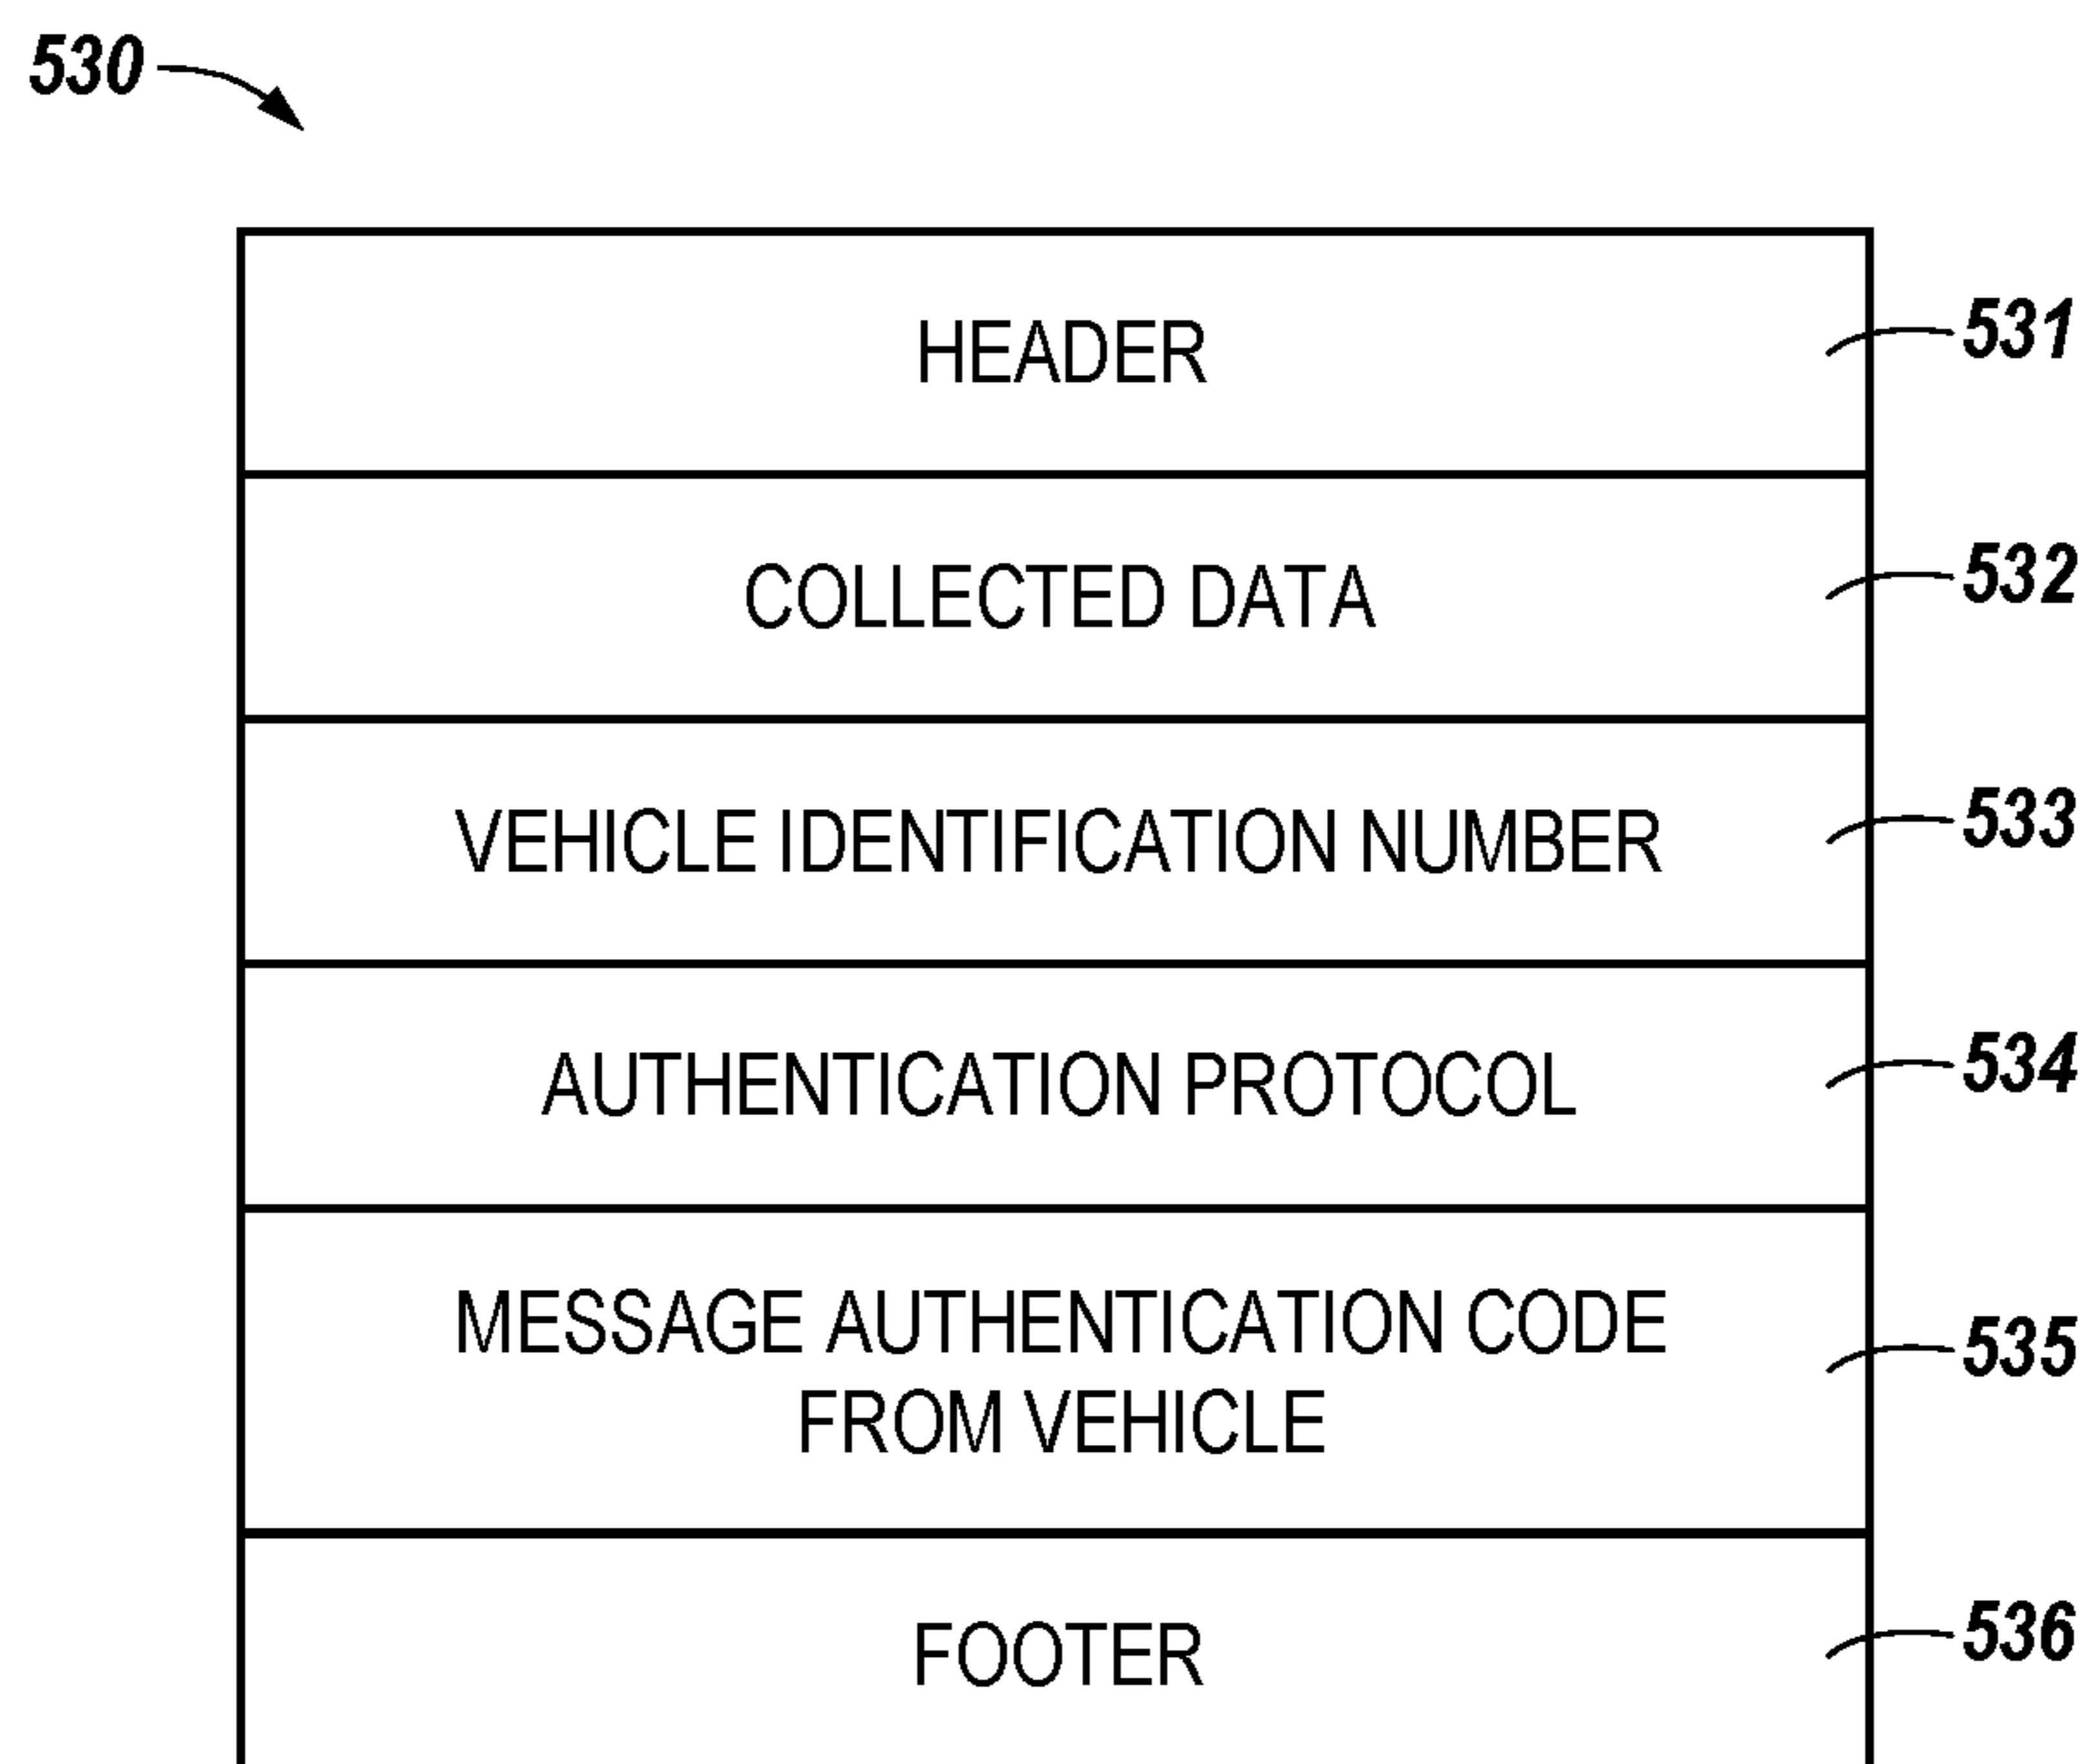 530
HEADER
531
COLLECTED DATA
532
VEHICLE IDENTIFICATION NUMBER
533
AUTHENTICATION PROTOCOL
534
MESSAGE AUTHENTICATION CODE
FROM VEHICLE
535
FOOTER
536